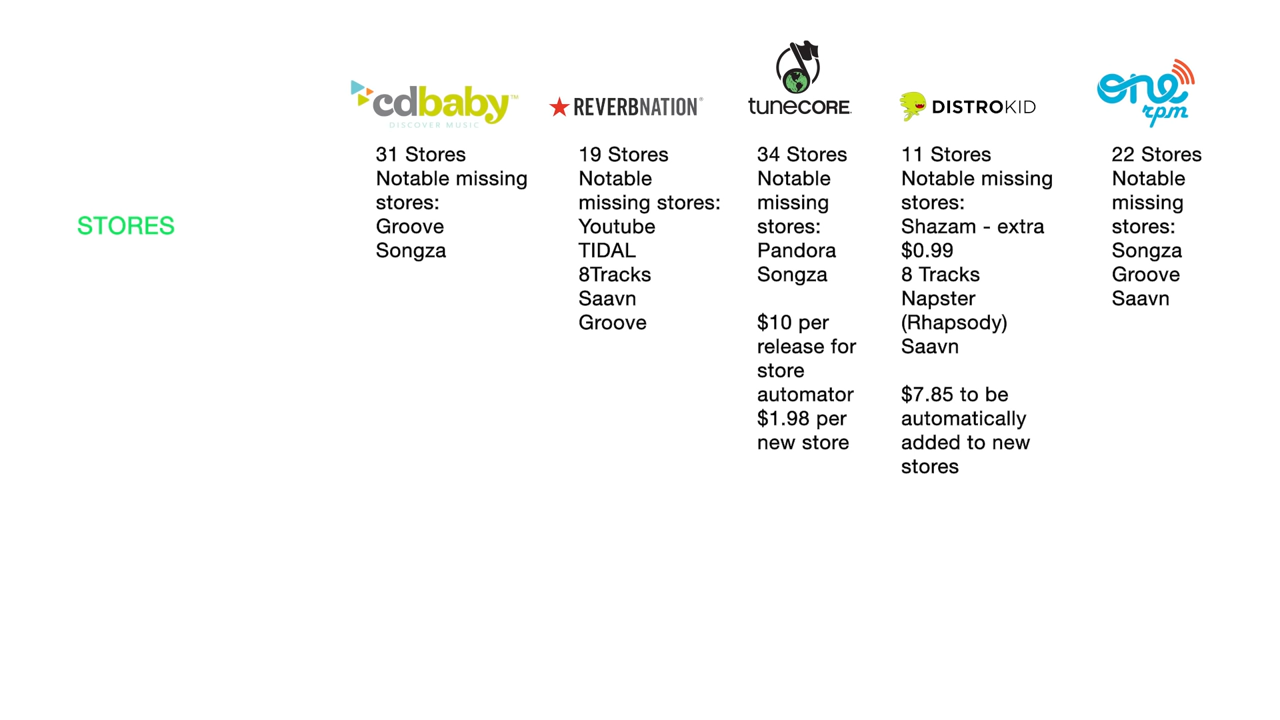 cdbaby™
DISCOVER MUSIC
31 Stores
Notable missing
stores:
Groove
Songza
REVERBNATION®
19 Stores
Notable
missing stores:
Youtube
TIDAL
8Tracks
Saavn
Groove
tunecORE
34 Stores
Notable
missing
stores:
Pandora
Songza
$10 per
release for
store
automator
$1.98 per
new store
DISTROKID
11 Stores
Notable missing
stores:
Shazam - extra
$0.99
8 Tracks
Napster
(Rhapsody)
Saavn
$7.85 to be
automatically
added to new
stores
one
rpm
22 Stores
Notable
missing
stores:
Songza
Groove
Saavn
STORES